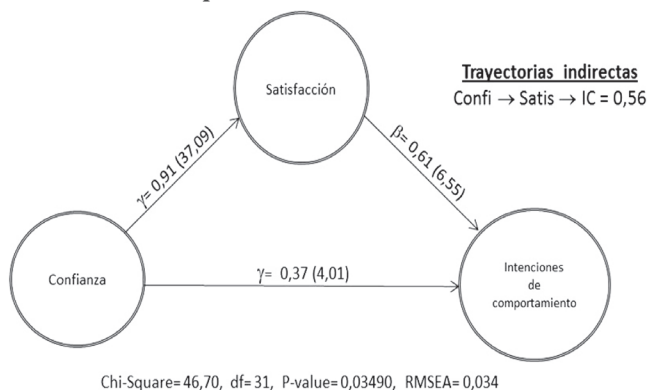 Satisfacción
Trayectorias indirectas
Confi → Satis → IC = 0,56
γ= 0,91 (37,09)
β= 0,61 (6,55)
Confianza
γ= 0,37 (4,01)
Intenciones
de
comportamiento
Chi-Square= 46,70, df= 31, P-value= 0,03490, RMSEA= 0,034